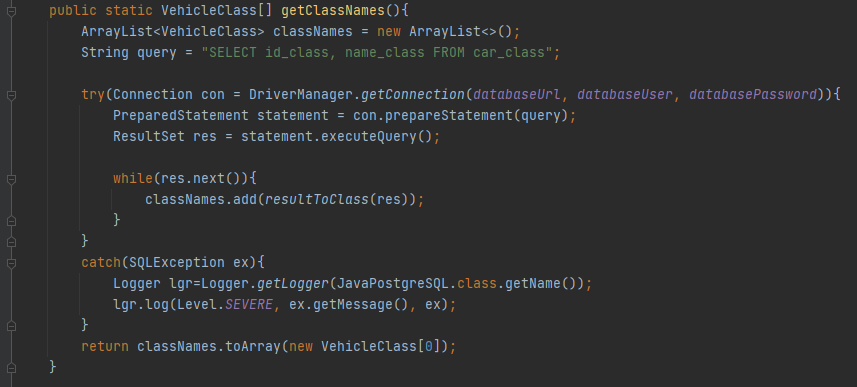 public static VehicleClass[] getClassNames(){
    ArrayList<VehicleClass> classNames = new ArrayList<>();
    String query = "SELECT id_class, name_class FROM car_class";

    try(Connection con = DriverManager.getConnection(databaseUrl, databaseUser, databasePassword)){
        PreparedStatement statement = con.prepareStatement(query);
        ResultSet res = statement.executeQuery();

        while(res.next()){
            classNames.add(resultToClass(res));
        }
    }
    catch(SQLException ex){
        Logger lgr=Logger.getLogger(JavaPostgreSQL.class.getName());
        lgr.log(Level.SEVERE, ex.getMessage(), ex);
    }
    return classNames.toArray(new VehicleClass[0]);
}